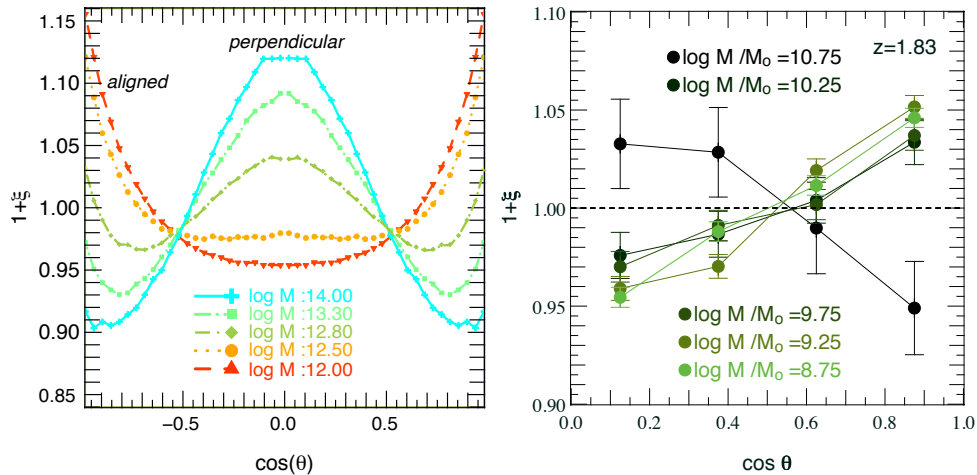 perpendicular
aligned
1+ξ
1.15
1.10
1.05
1.00
0.95
0.90
0.85
log M :14.00
log M :13.30
log M :12.80
log M :12.50
log M :12.00
−0.5 0.0 0.5
cos(θ)
log M /Mo =10.75
log M /Mo =10.25
z=1.83
1+ξ
1.10
1.05
1.00
0.95
0.90
log M /Mo =9.75
log M /Mo =9.25
log M /Mo =8.75
0.0 0.2 0.4 0.6 0.8 1.0
cos θ